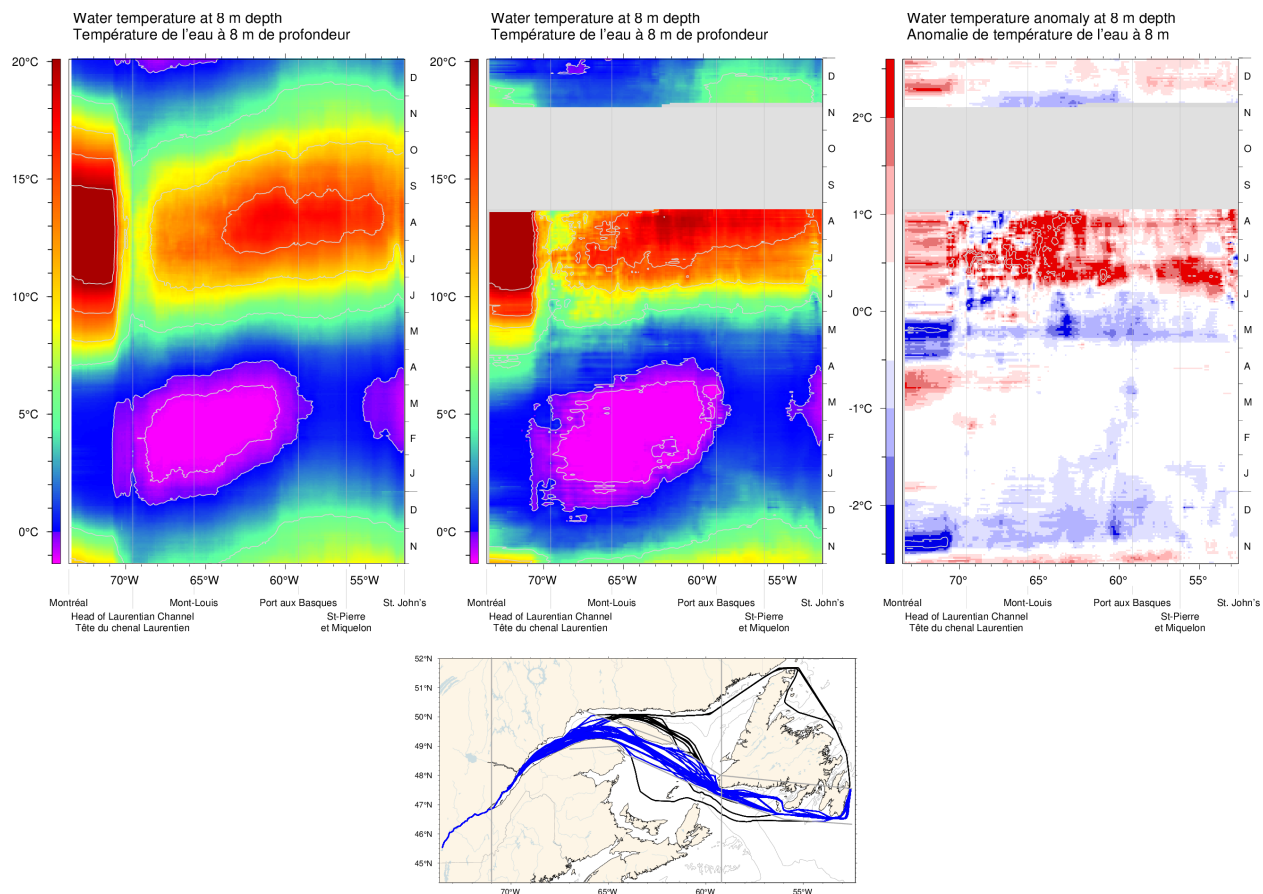 Water temperature at 8 m depth
Température de l'eau à 8 m de profondeur
20°C
15°C
10°C
5°C
0°C
D
N
O
S
A
J
J
M
A
M
F
J
D
N
70°W
65°W
60°W
55°W
Montréal
Mont-Louis
Port aux Basques
St. John's
Head of Laurentian Channel
St-Pierre
Tête du chenal Laurentien
et Miquelon
Water temperature at 8 m depth
Température de l'eau à 8 m de profondeur
20°C
15°C
10°C
5°C
0°C
D
N
O
S
A
J
J
M
A
M
F
J
D
N
70°W
65°W
60°W
55°W
Montréal
Mont-Louis
Port aux Basques
St. John's
Head of Laurentian Channel
St-Pierre
Tête du chenal Laurentien
et Miquelon
Water temperature anomaly at 8 m depth
Anomalie de température de l'eau à 8 m
2°C
1°C
0°C
-1°C
-2°C
D
N
O
S
A
J
J
M
A
M
F
J
D
N
70°
65°
60°
55°
Montréal
Mont-Louis
Port aux Basques
St. John's
Head of Laurentian Channel
St-Pierre
Tête du chenal Laurentien
et Miquelon
52°N
51°N
50°N
49°N
48°N
47°N
46°N
45°N
70°W
65°W
60°W
55°W